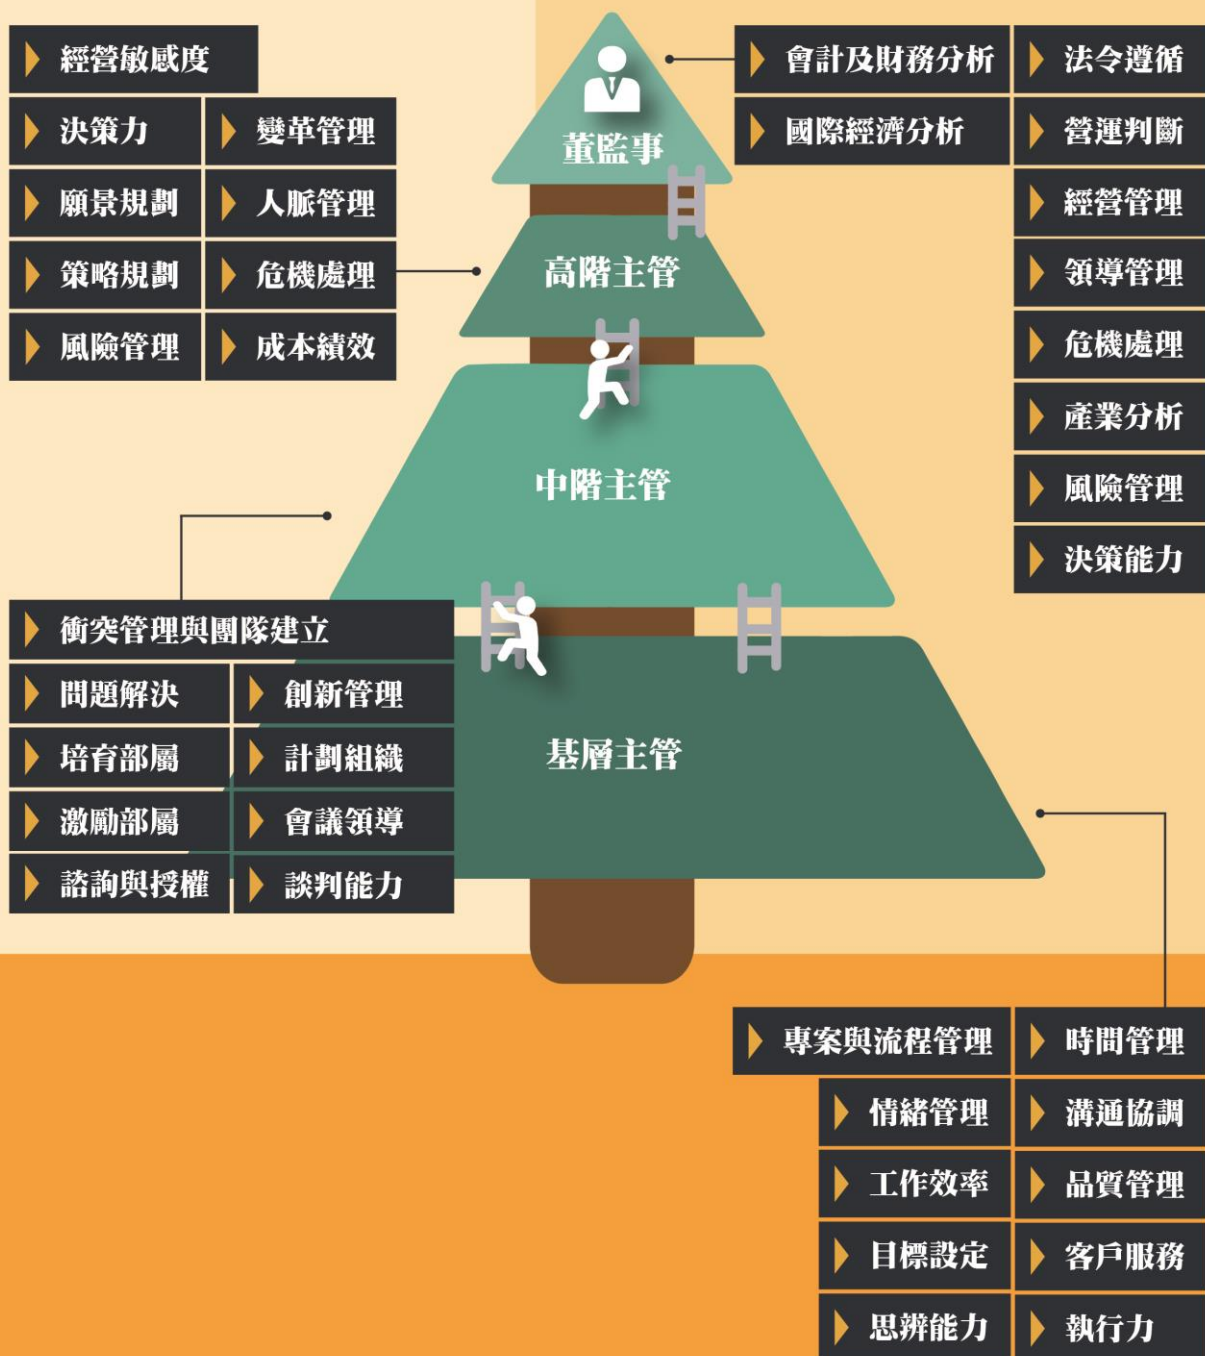 經營敏感度
決策力
變革管理
願景規劃
人脈管理
策略規劃
危機處理
風險管理
成本績效
董監事
會計及財務分析
法令遵循
國際經濟分析
營運判斷
經營管理
領導管理
危機處理
產業分析
風險管理
決策能力
高階主管
中階主管
衝突管理與團隊建立
問題解決
創新管理
培育部屬
計劃組織
激勵部屬
會議領導
諮詢與授權
談判能力
基層主管
專案與流程管理
時間管理
情緒管理
溝通協調
工作效率
品質管理
目標設定
客戶服務
思辨能力
執行力